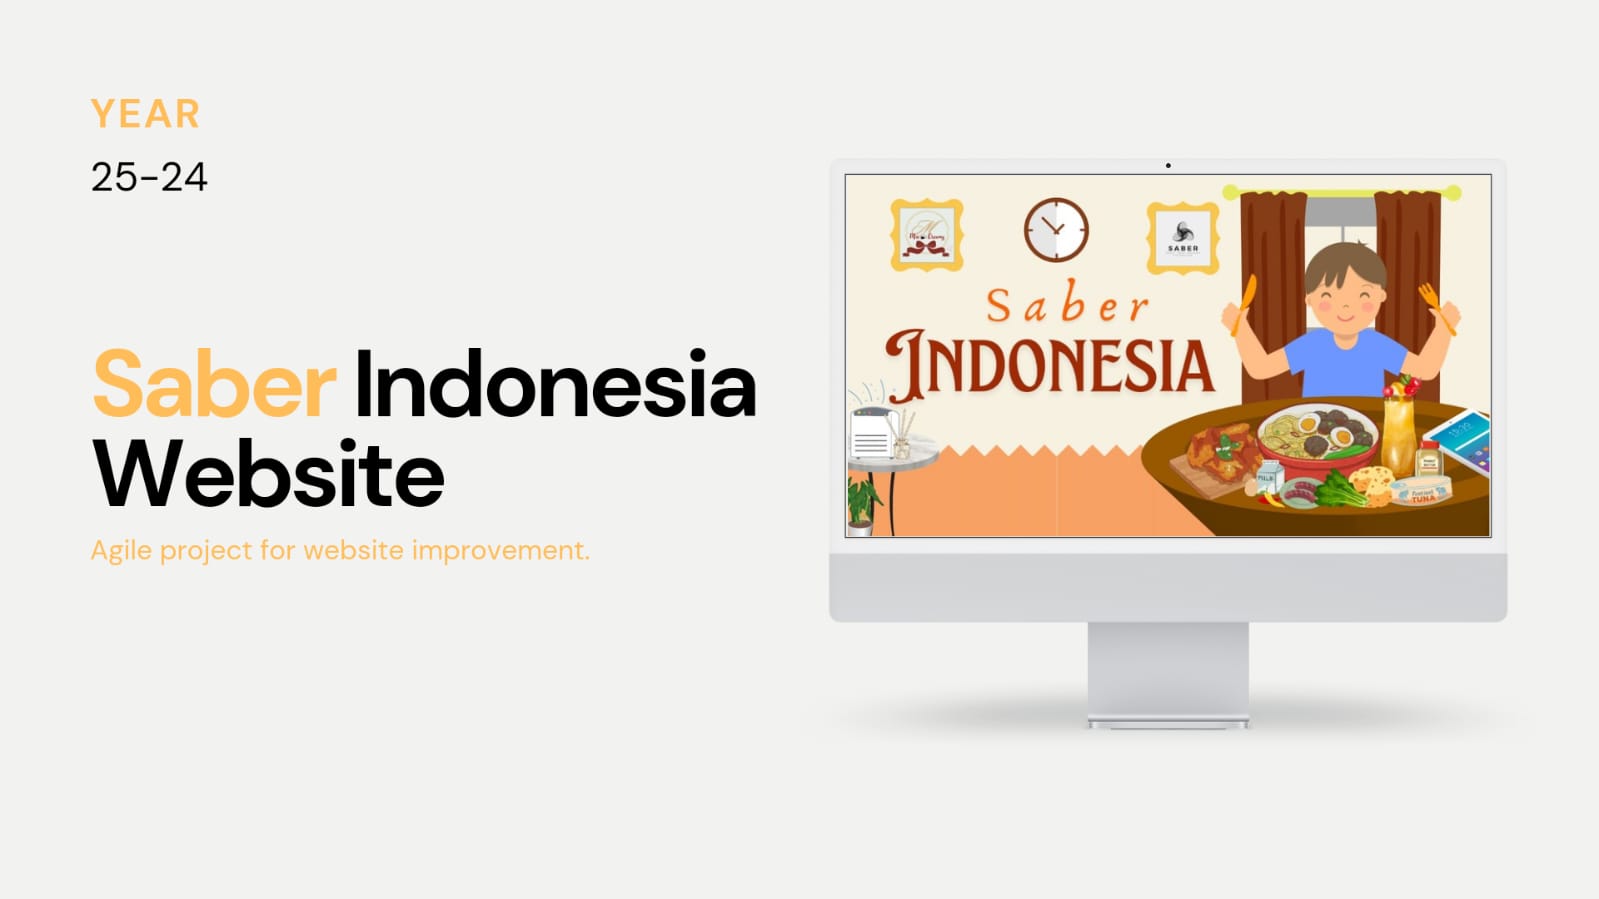 YEAR
25-24
Saber Indonesia
Website
Agile project for website improvement.
SABER
Saber
INDONESIA
MILK
TUNA